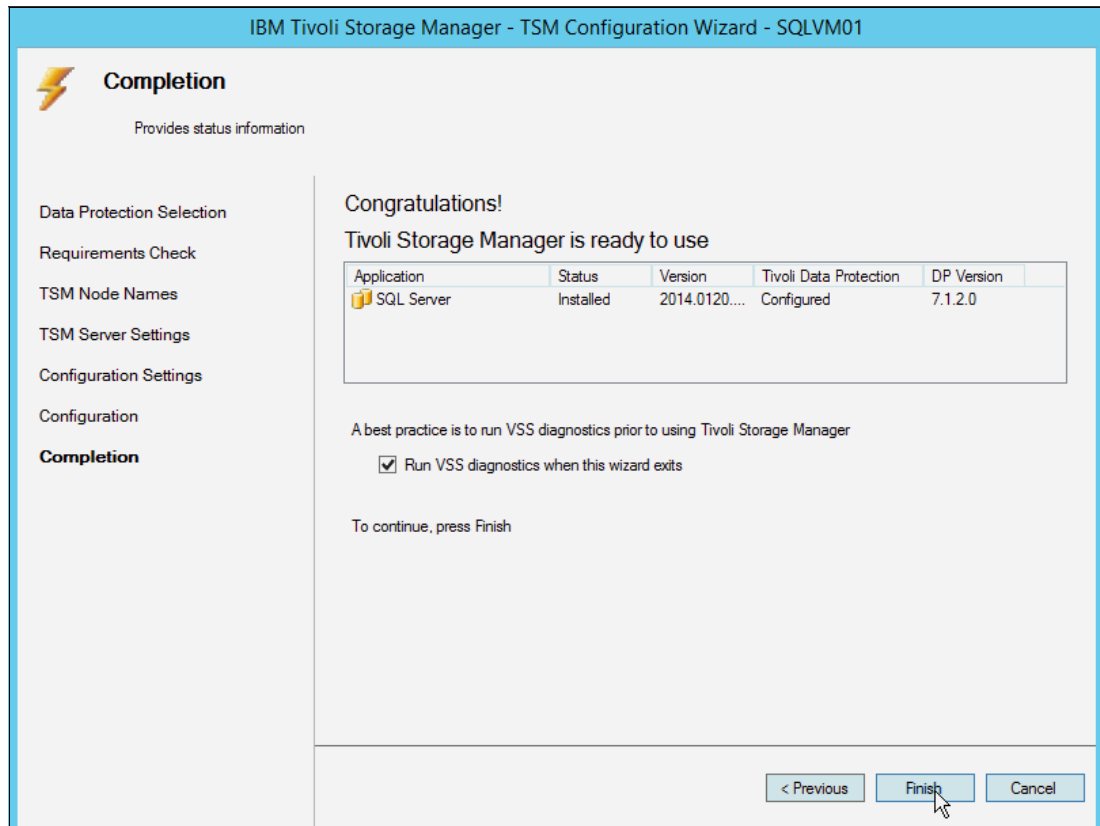 IBM Tivoli Storage Manager - TSM Configuration Wizard - SQLVM01
Completion
Provides status information
Data Protection Selection
Requirements Check
TSM Node Names
TSM Server Settings
Configuration Settings
Configuration
Completion
Congratulations!
Tivoli Storage Manager is ready to use
Application Status Version Tivoli Data Protection DP Version
SQL Server Installed 2014.0120.... Configured 7.1.2.0
A best practice is to run VSS diagnostics prior to using Tivoli Storage Manager
Run VSS diagnostics when this wizard exits
To continue, press Finish
< Previous Finish Cancel